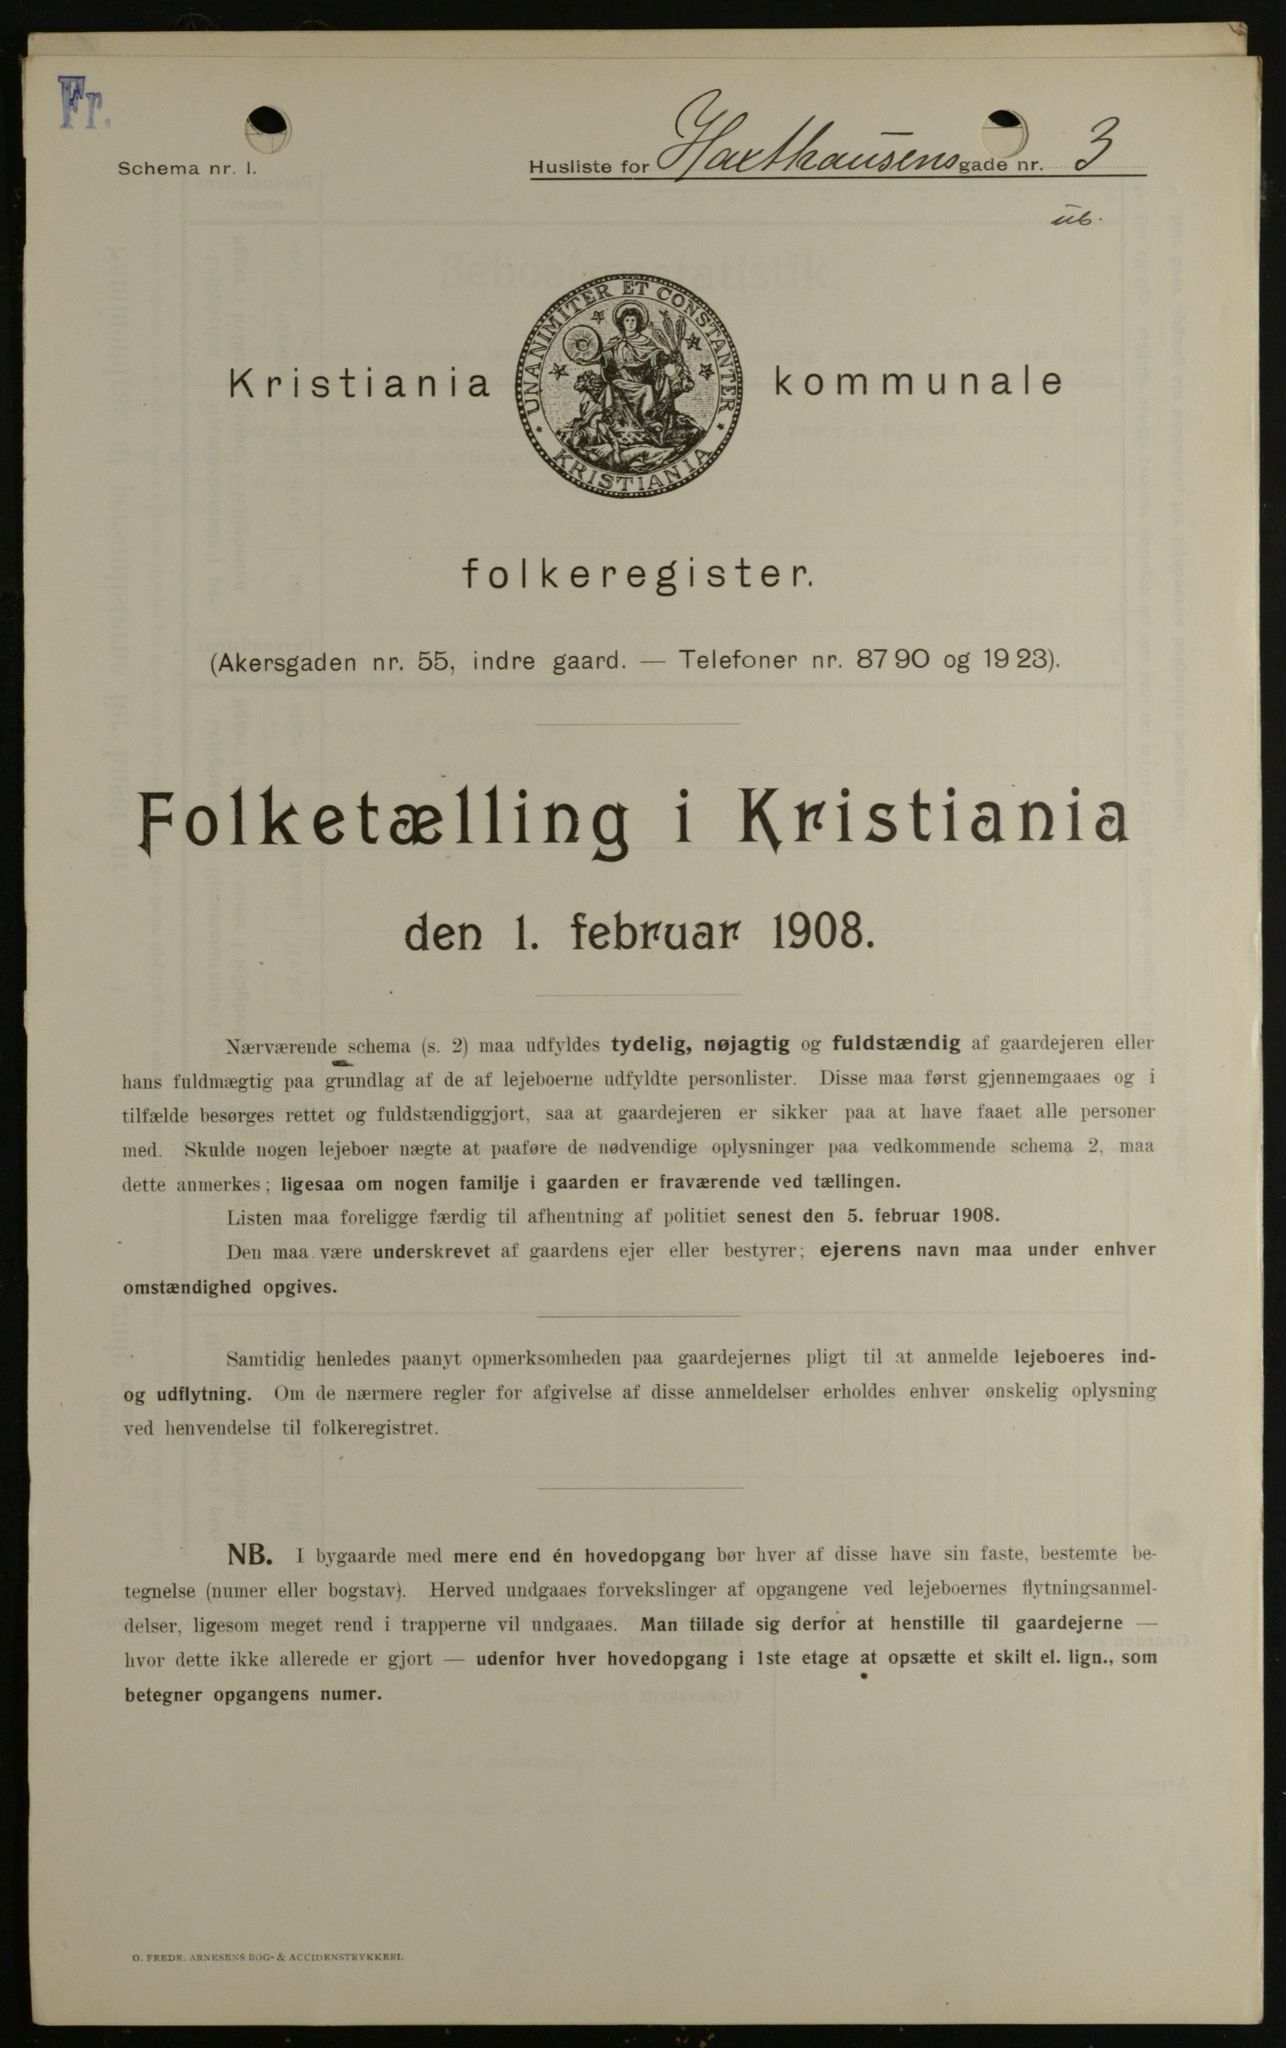 Fr.
Schema nr. 1.
Husliste for Haxthausens gade nr. 3
ub.
UNANIMITER ET CONSTANTER
KRISTIANIA
Kristiania kommunale
folkeregister.
(Akersgaden nr. 55, indre gaard. — Telefoner nr. 87 90 og 19 23).
Folketælling i Kristiania
den 1. februar 1908.
Nærværende schema (s. 2) maa udfyldes tydelig, nøjagtig og fuldstændig af gaardejeren eller
hans fuldmægtig paa grundlag af de af lejeboerne udfyldte personlister. Disse maa først gjennemgaaes og i
tilfælde besørges rettet og fuldstændiggjort, saa at gaardejeren er sikker paa at have faaet alle personer
med. Skulde nogen lejeboer nægte at paaføre de nødvendige oplysninger paa vedkommende schema 2, maa
dette anmerkes; ligesaa om nogen familje i gaarden er fraværende ved tællingen.
Listen maa foreligge færdig til afhentning af politiet senest den 5. februar 1908.
Den maa være underskrevet af gaardens ejer eller bestyrer; ejerens navn maa under enhver
omstændighed opgives.
Samtidig henledes paanyt opmerksomheden paa gaardejernes pligt til at anmelde lejeboeres ind-
og udflytning. Om de nærmere regler for afgivelse af disse anmeldelser erholdes enhver ønskelig oplysning
ved henvendelse til folkeregistret.
NB. I bygaarde med mere end én hovedopgang bør hver af disse have sin faste, bestemte be-
tegnelse (numer eller bogstav). Herved undgaaes forvekslinger af opgangene ved lejeboernes flytningsanmel-
delser, ligesom meget rend i trapperne vil undgaaes. Man tillade sig derfor at henstille til gaardejerne —
hvor dette ikke allerede er gjort — udenfor hver hovedopgang i 1ste etage at opsætte et skilt el. lign., som
betegner opgangens numer.
O. FREDR. ARNESENS BOG- & ACCIDENSTRYKKERI.